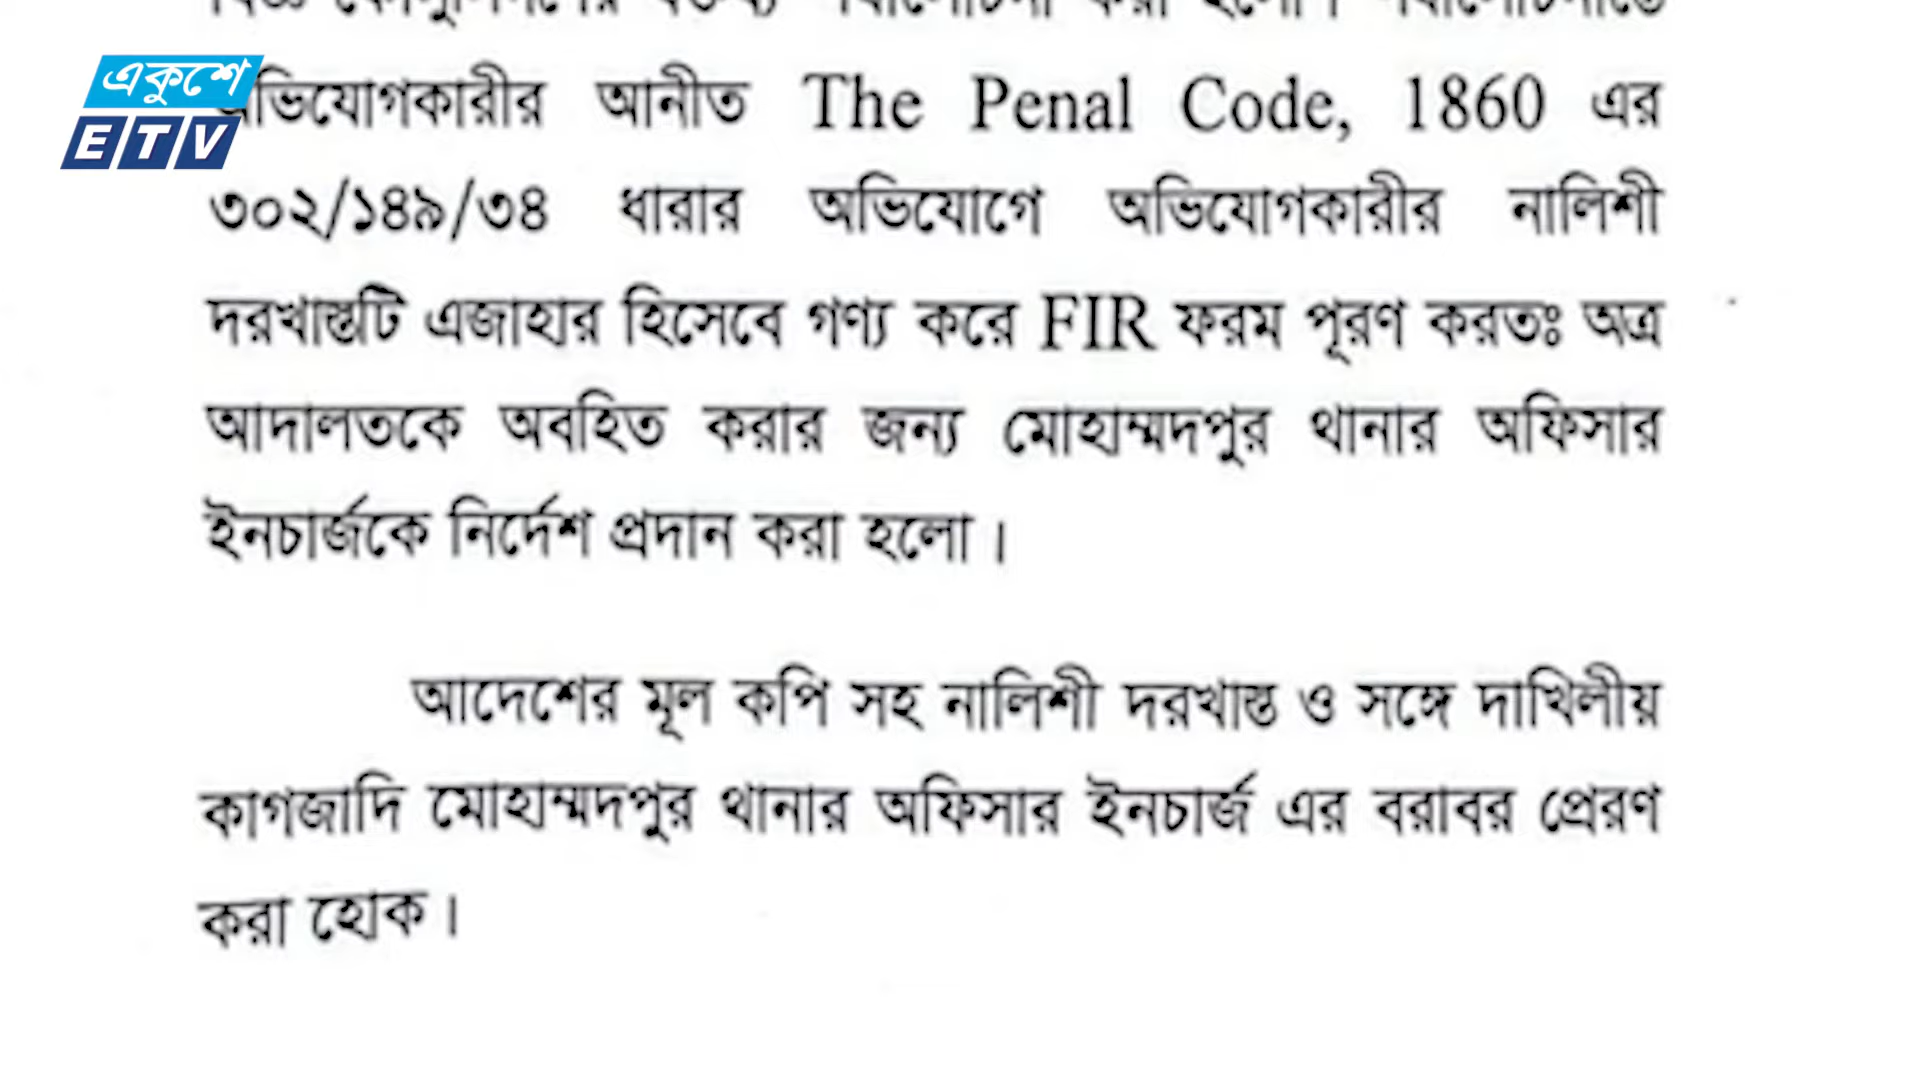 একুশে
ETV
অভিযোগকারীর আনীত The Penal Code, 1860 এর
৩০২/১৪৯/৩৪ ধারার অভিযোগে অভিযোগকারীর নালিশী
দরখাস্তটি এজাহার হিসেবে গণ্য করে FIR ফরম পূরণ করতঃ অত্র
আদালতকে অবহিত করার জন্য মোহাম্মদপুর থানার অফিসার
ইনচার্জকে নির্দেশ প্রদান করা হলো।
আদেশের মূল কপি সহ নালিশী দরখাস্ত ও সঙ্গে দাখিলীয়
কাগজাদি মোহাম্মদপুর থানার অফিসার ইনচার্জ এর বরাবর প্রেরণ
করা হোক।